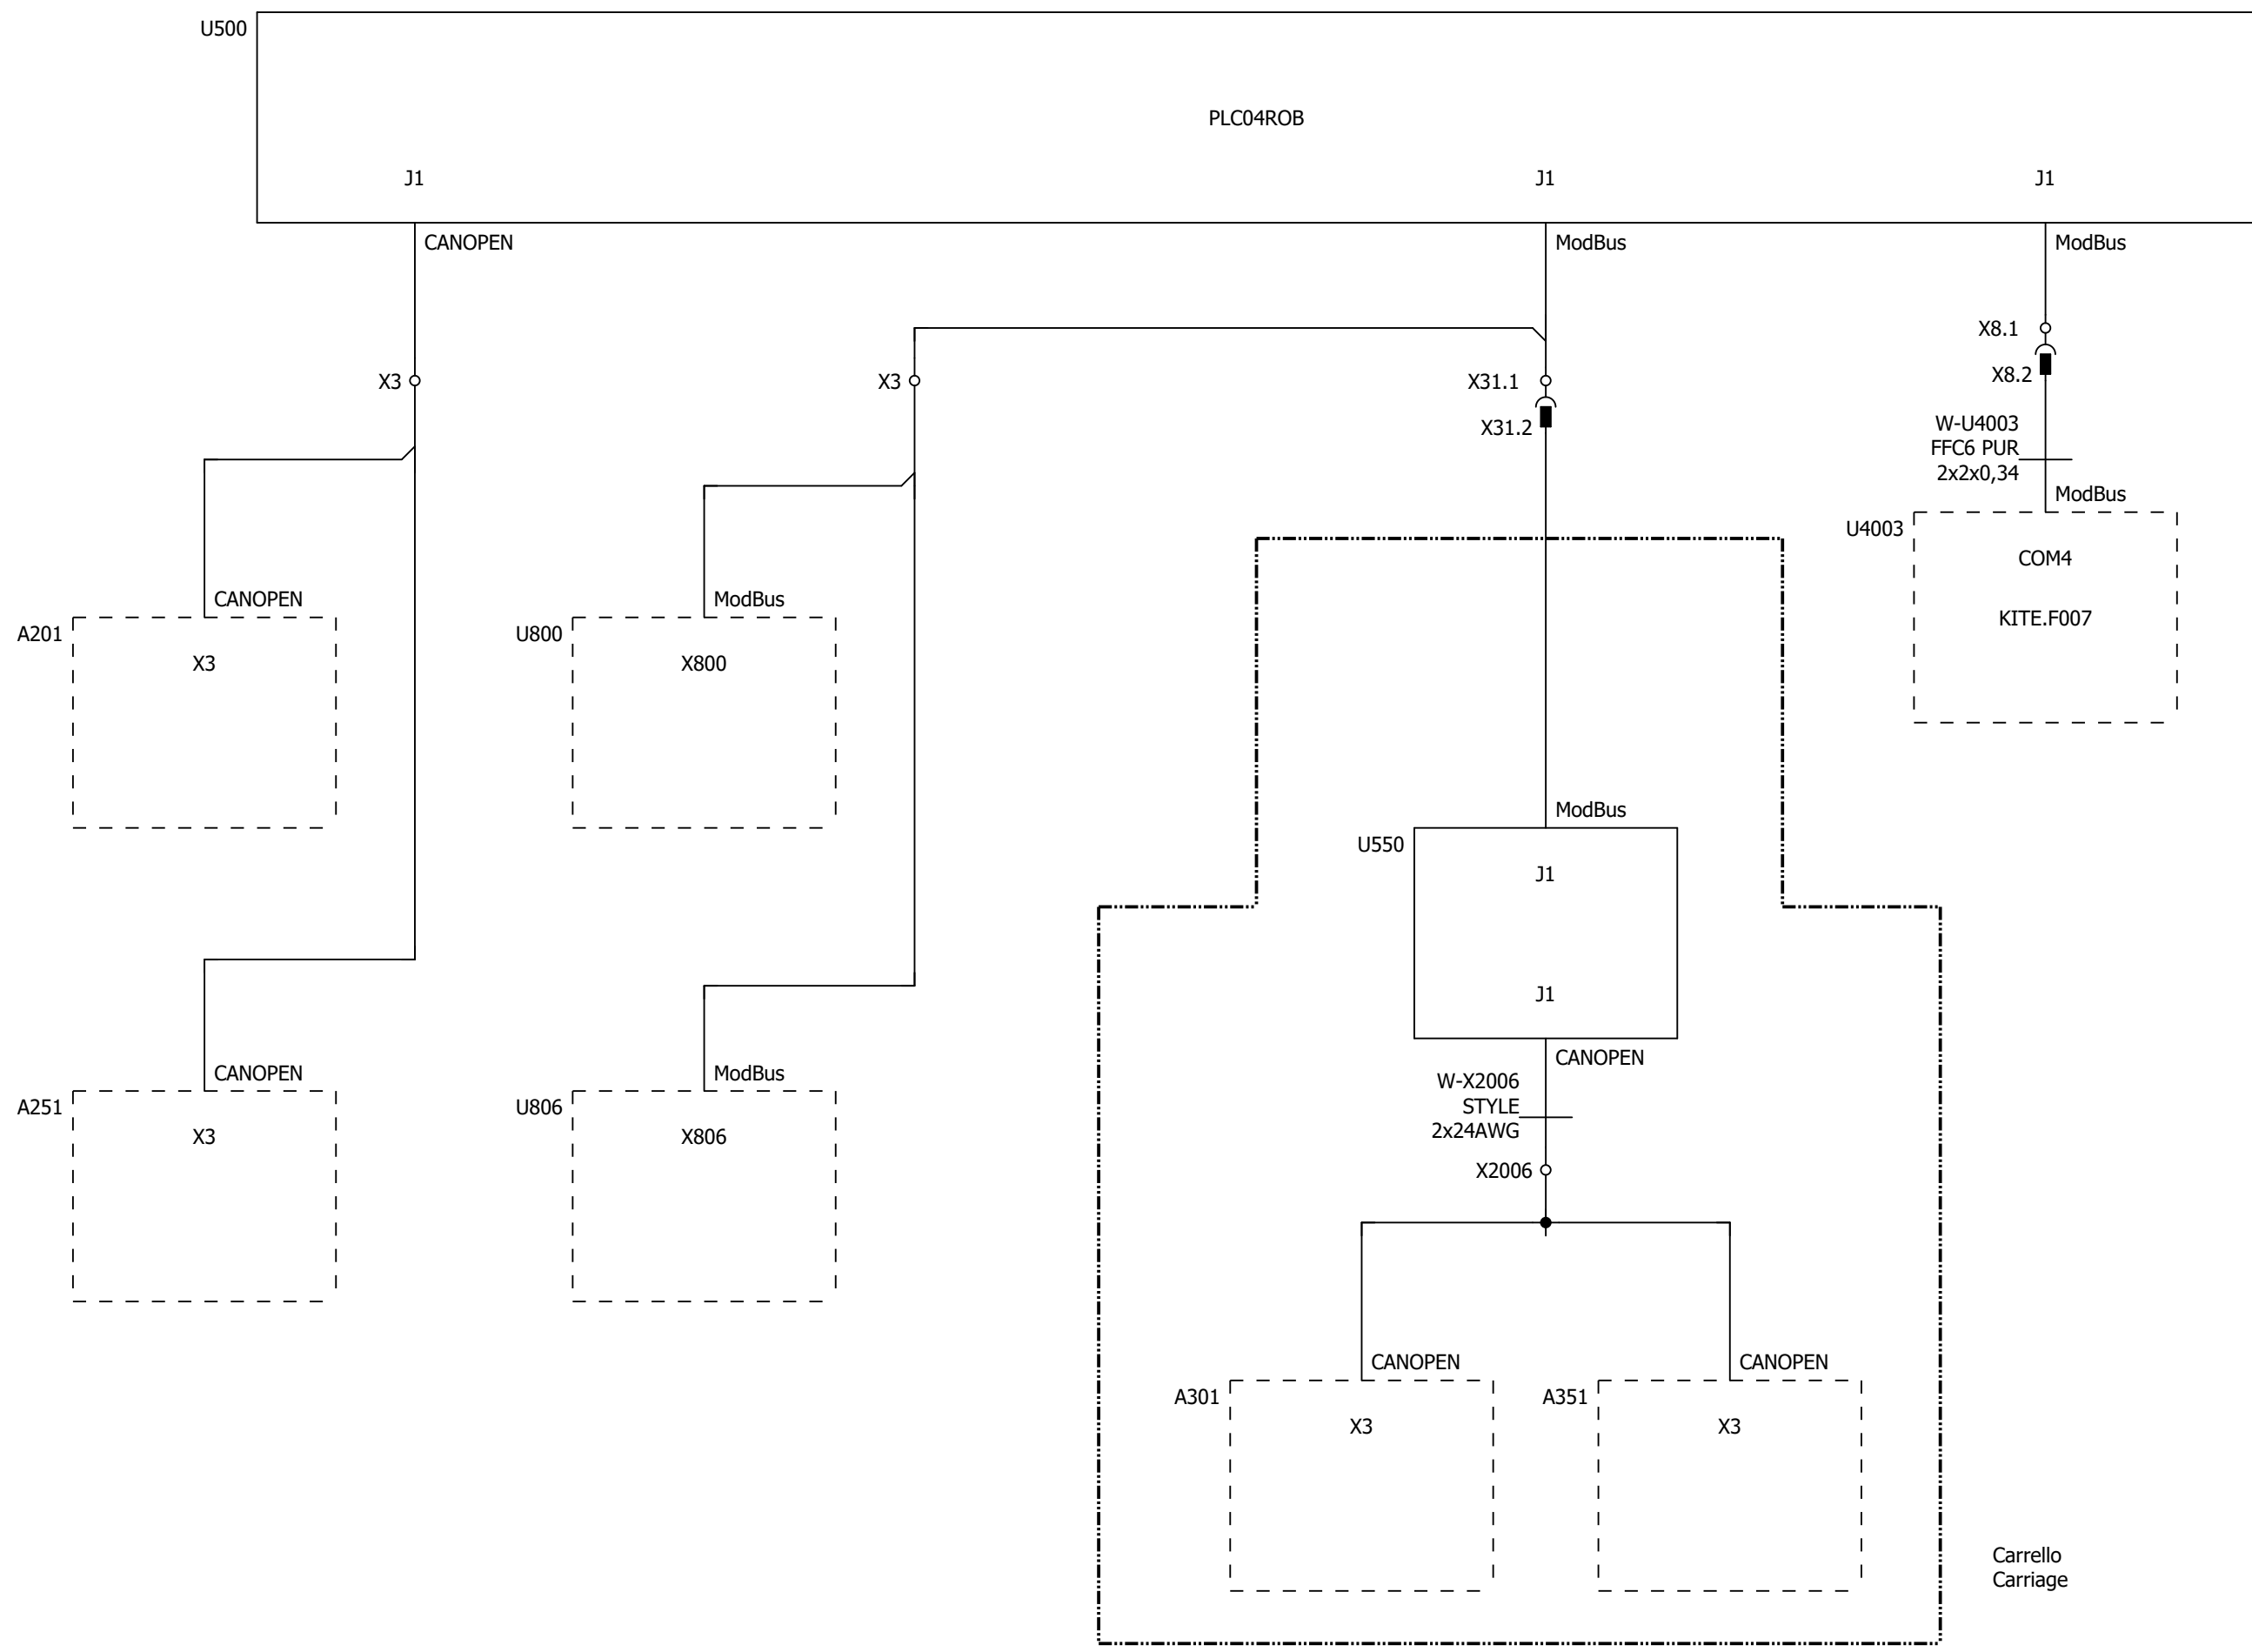 U500
PLC04ROB
J1
J1
J1
CANOPEN
ModBus
ModBus
X8.1
X3
X3
X31.1
X8.2
X31.2
W-U4003
FFC6 PUR
2x2x0,34
ModBus
U4003
COM4
KITE.F007
CANOPEN
ModBus
A201
X3
U800
X800
ModBus
U550
J1
J1
CANOPEN
CANOPEN
ModBus
W-X2006
STYLE
2x24AWG
A251
X3
U806
X806
X2006
CANOPEN
CANOPEN
A301
X3
A351
X3
Carrello
Carriage